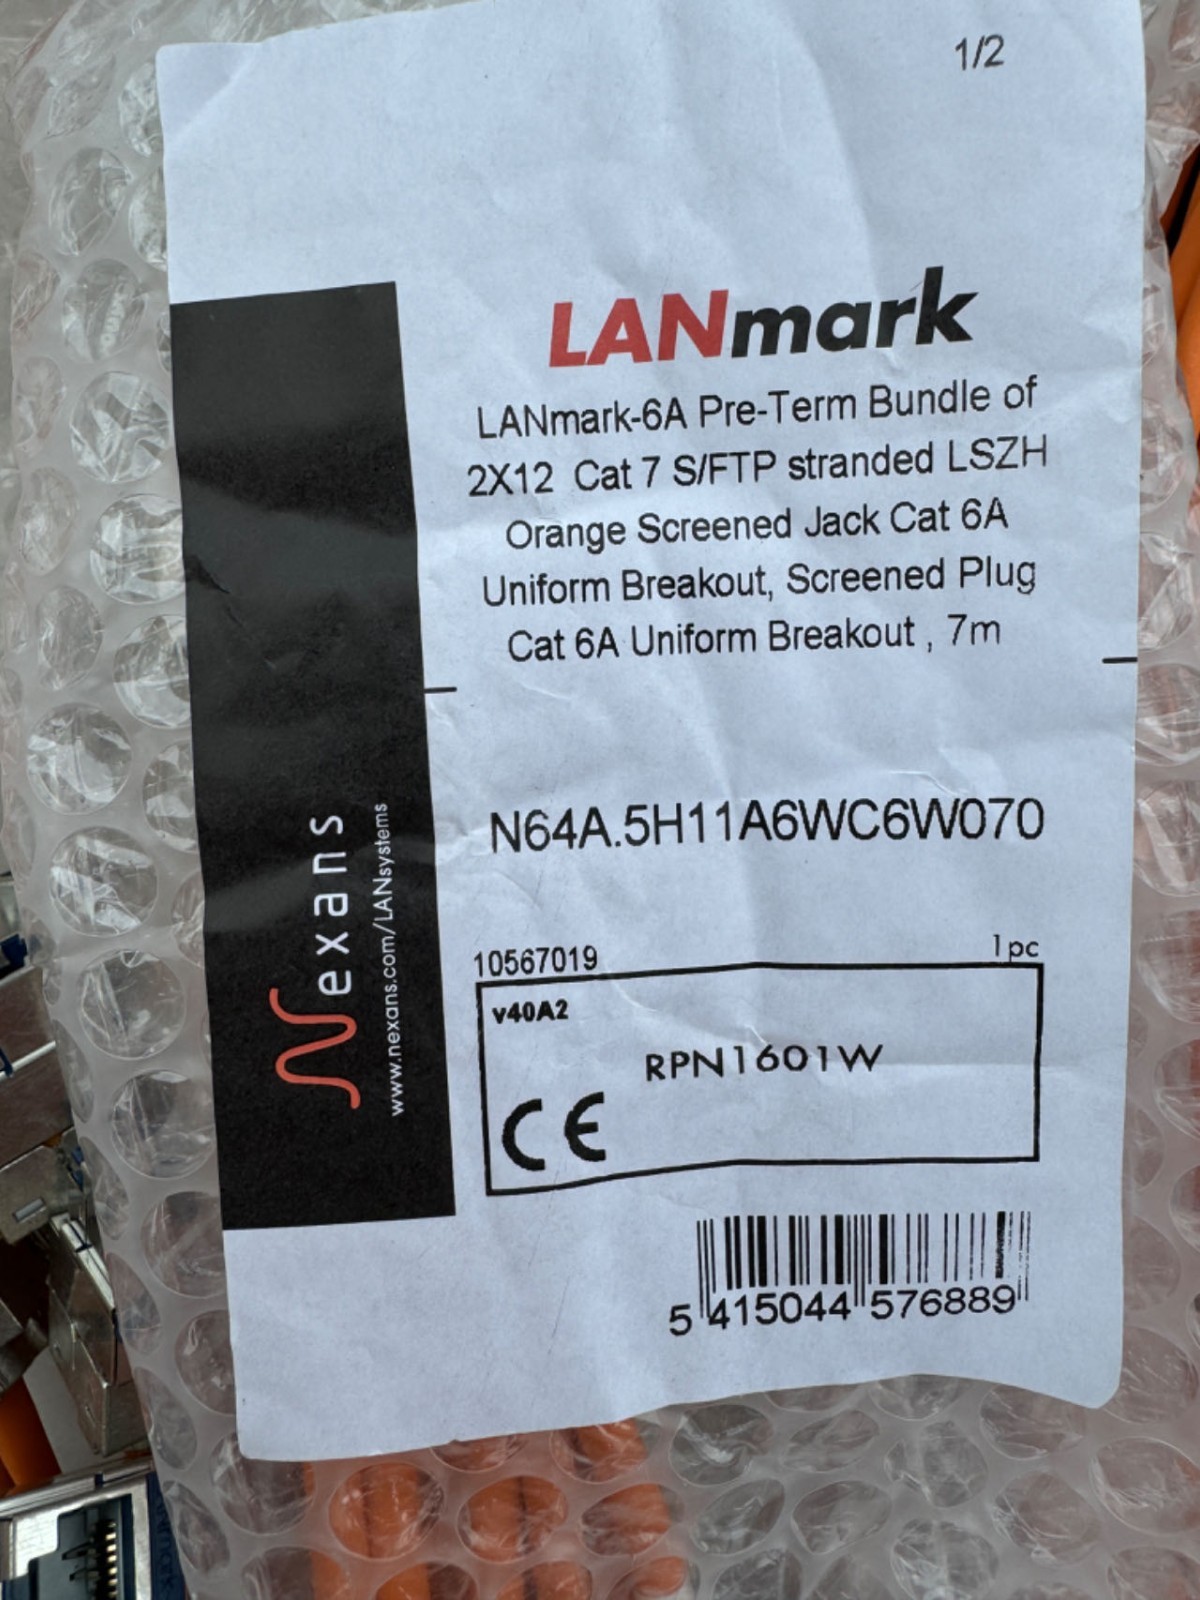 1/2
LANmark
LANmark-6A Pre-Term Bundle of
2X12 Cat 7 S/FTP stranded LSZH
Orange Screened Jack Cat 6A
Uniform Breakout, Screened Plug
Cat 6A Uniform Breakout , 7m
N64A.5H11A6WC6W070
10567019
1pc
v40A2
RPN1601W
CE
5 415044 576889
Nexans
www.nexans.com/LANsystems